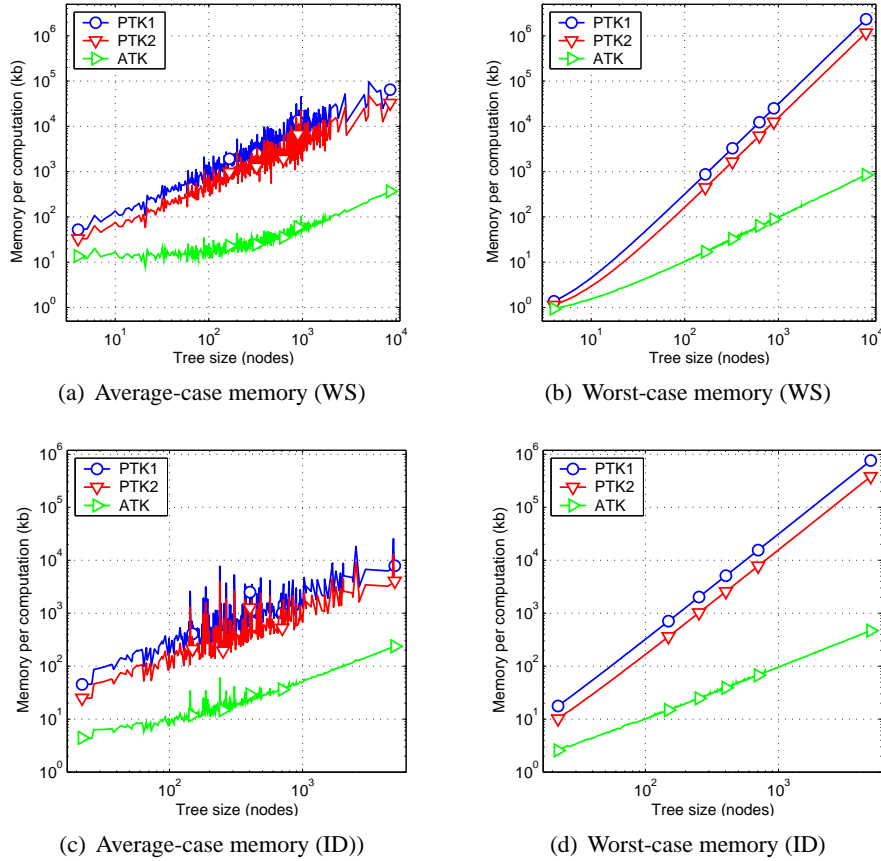 PTK1
PTK2
ATK
Memory per computation (kb)
10^6
10^5
10^4
10^3
10^2
10^1
10^0
10^1 10^2 10^3 10^4
Tree size (nodes)
(a) Average-case memory (WS)
PTK1
PTK2
ATK
Memory per computation (kb)
10^6
10^5
10^4
10^3
10^2
10^1
10^0
10^1 10^2 10^3 10^4
Tree size (nodes)
(b) Worst-case memory (WS)
PTK1
PTK2
ATK
Memory per computation (kb)
10^6
10^5
10^4
10^3
10^2
10^1
10^0
10^2 10^3
Tree size (nodes)
(c) Average-case memory (ID))
PTK1
PTK2
ATK
Memory per computation (kb)
10^6
10^5
10^4
10^3
10^2
10^1
10^0
10^2 10^3
Tree size (nodes)
(d) Worst-case memory (ID)